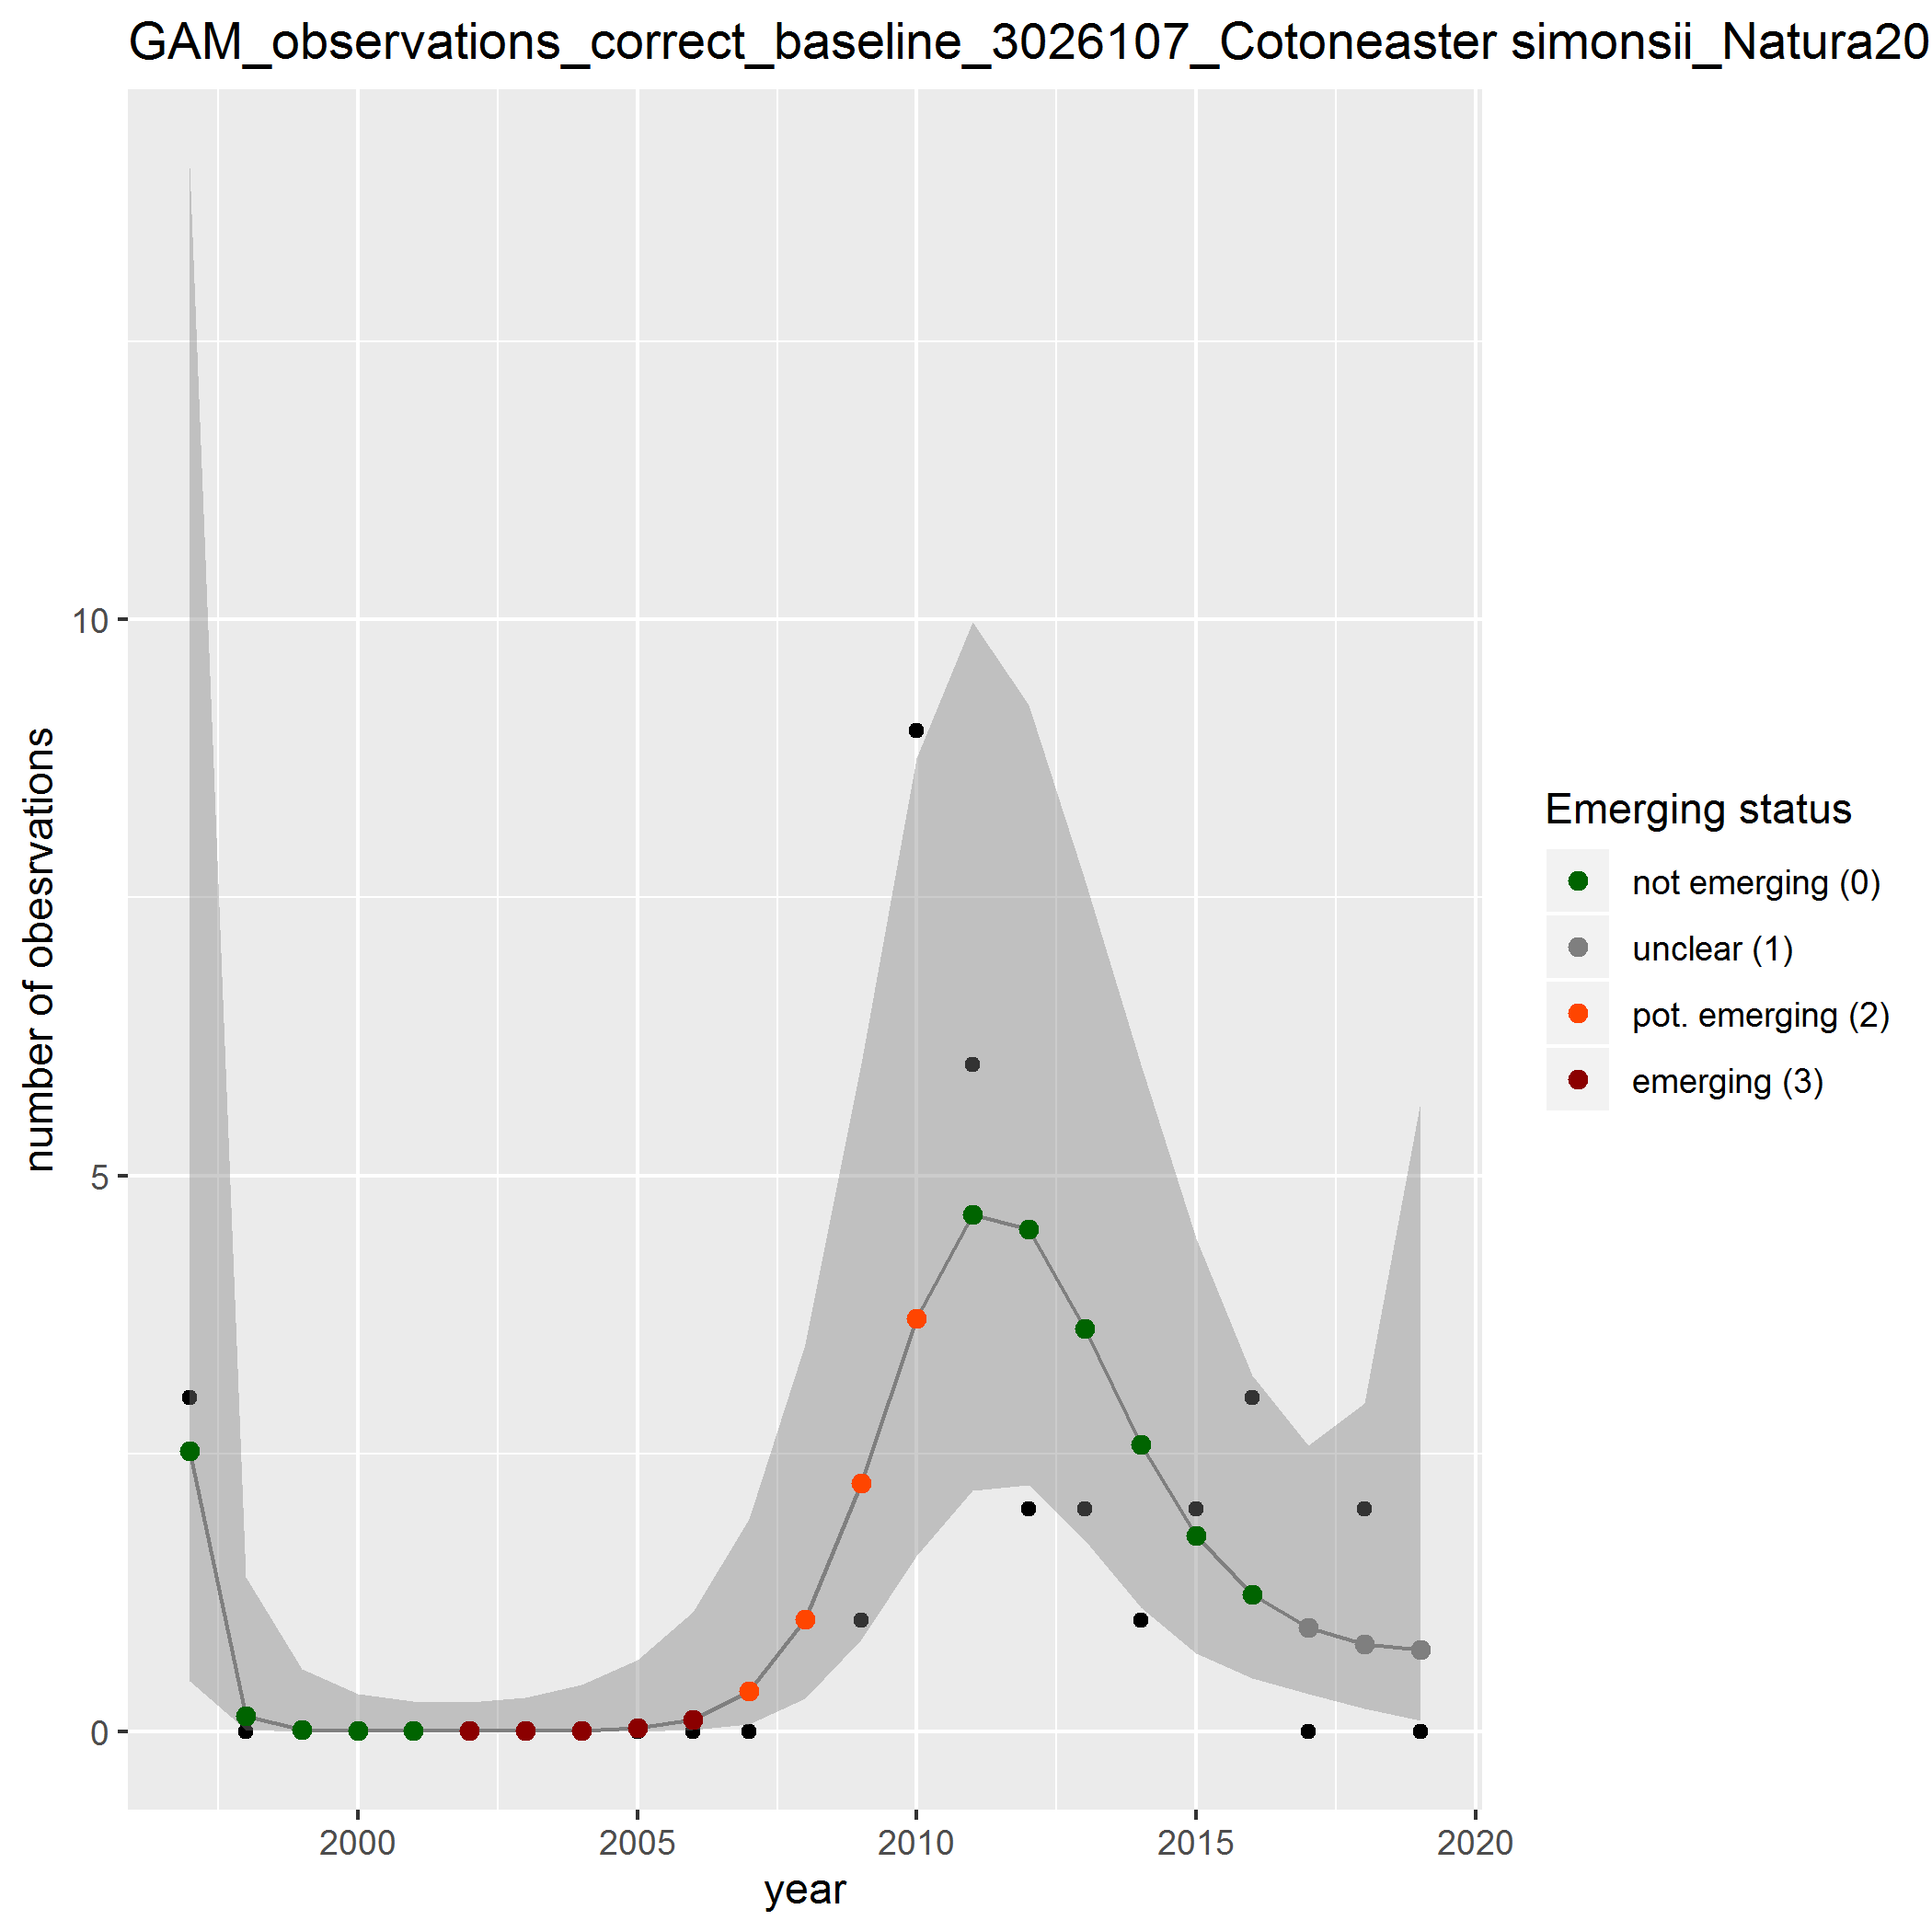 GAM_observations_correct_baseline_3026107_Cotoneaster simonsii_Natura20
number of obesrvations
10
5
0
2000
2005
2010
2015
2020
year
Emerging status
not emerging (0)
unclear (1)
pot. emerging (2)
emerging (3)